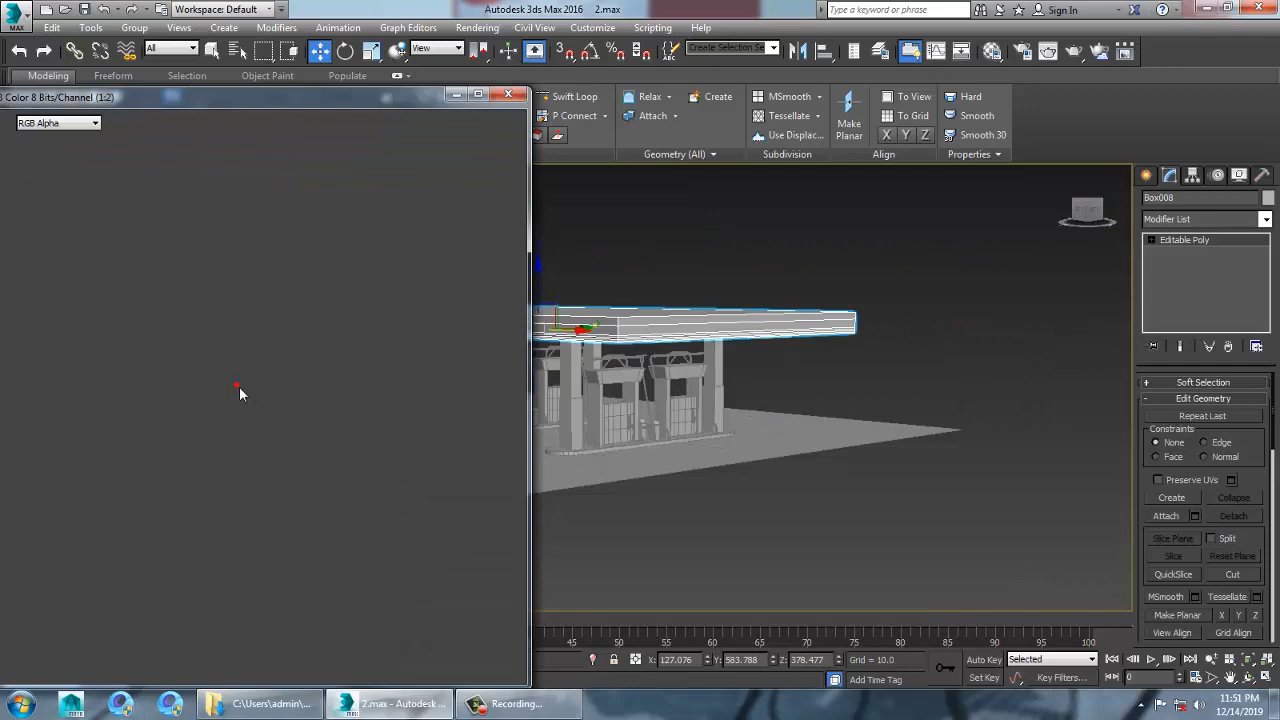 MAX
Workspace: Default
Autodesk 3ds Max 2016    2.max
Type a keyword or phrase
Sign In
Edit Tools Group Views Create Modifiers Animation Graph Editors Rendering Civil View Customize Scripting Help
All
View
Create Selection Se
Modeling Freeform Selection Object Paint Populate
Color 8 Bits/Channel (1:2)
RGB Alpha
Swift Loop
P Connect
Relax
Create
Attach
Geometry (All)
MSmooth
Tessellate
Use Displac...
Subdivision
Make
Planar
To View
To Grid
X Y Z
Align
Hard
Smooth
Smooth 30
Properties
Box008
Modifier List
Editable Poly
+ Soft Selection
- Edit Geometry
Repeat Last
Constraints
None Edge
Face Normal
Preserve UVs
Create Collapse
Attach Detach
Slice Plane Split
Slice Reset Plane
QuickSlice Cut
MSmooth Tessellate
Make Planar X Y Z
View Align Grid Align
45 50 55 60 65 70 75 80 85 90 95 100
X: 127.076 Y: 583.788 Z: 378.477 Grid = 10.0
Add Time Tag
Auto Key Selected
Set Key Key Filters...
0
C:\Users\admin\...
2.max - Autodesk ...
Recording...
11:51 PM
12/14/2019